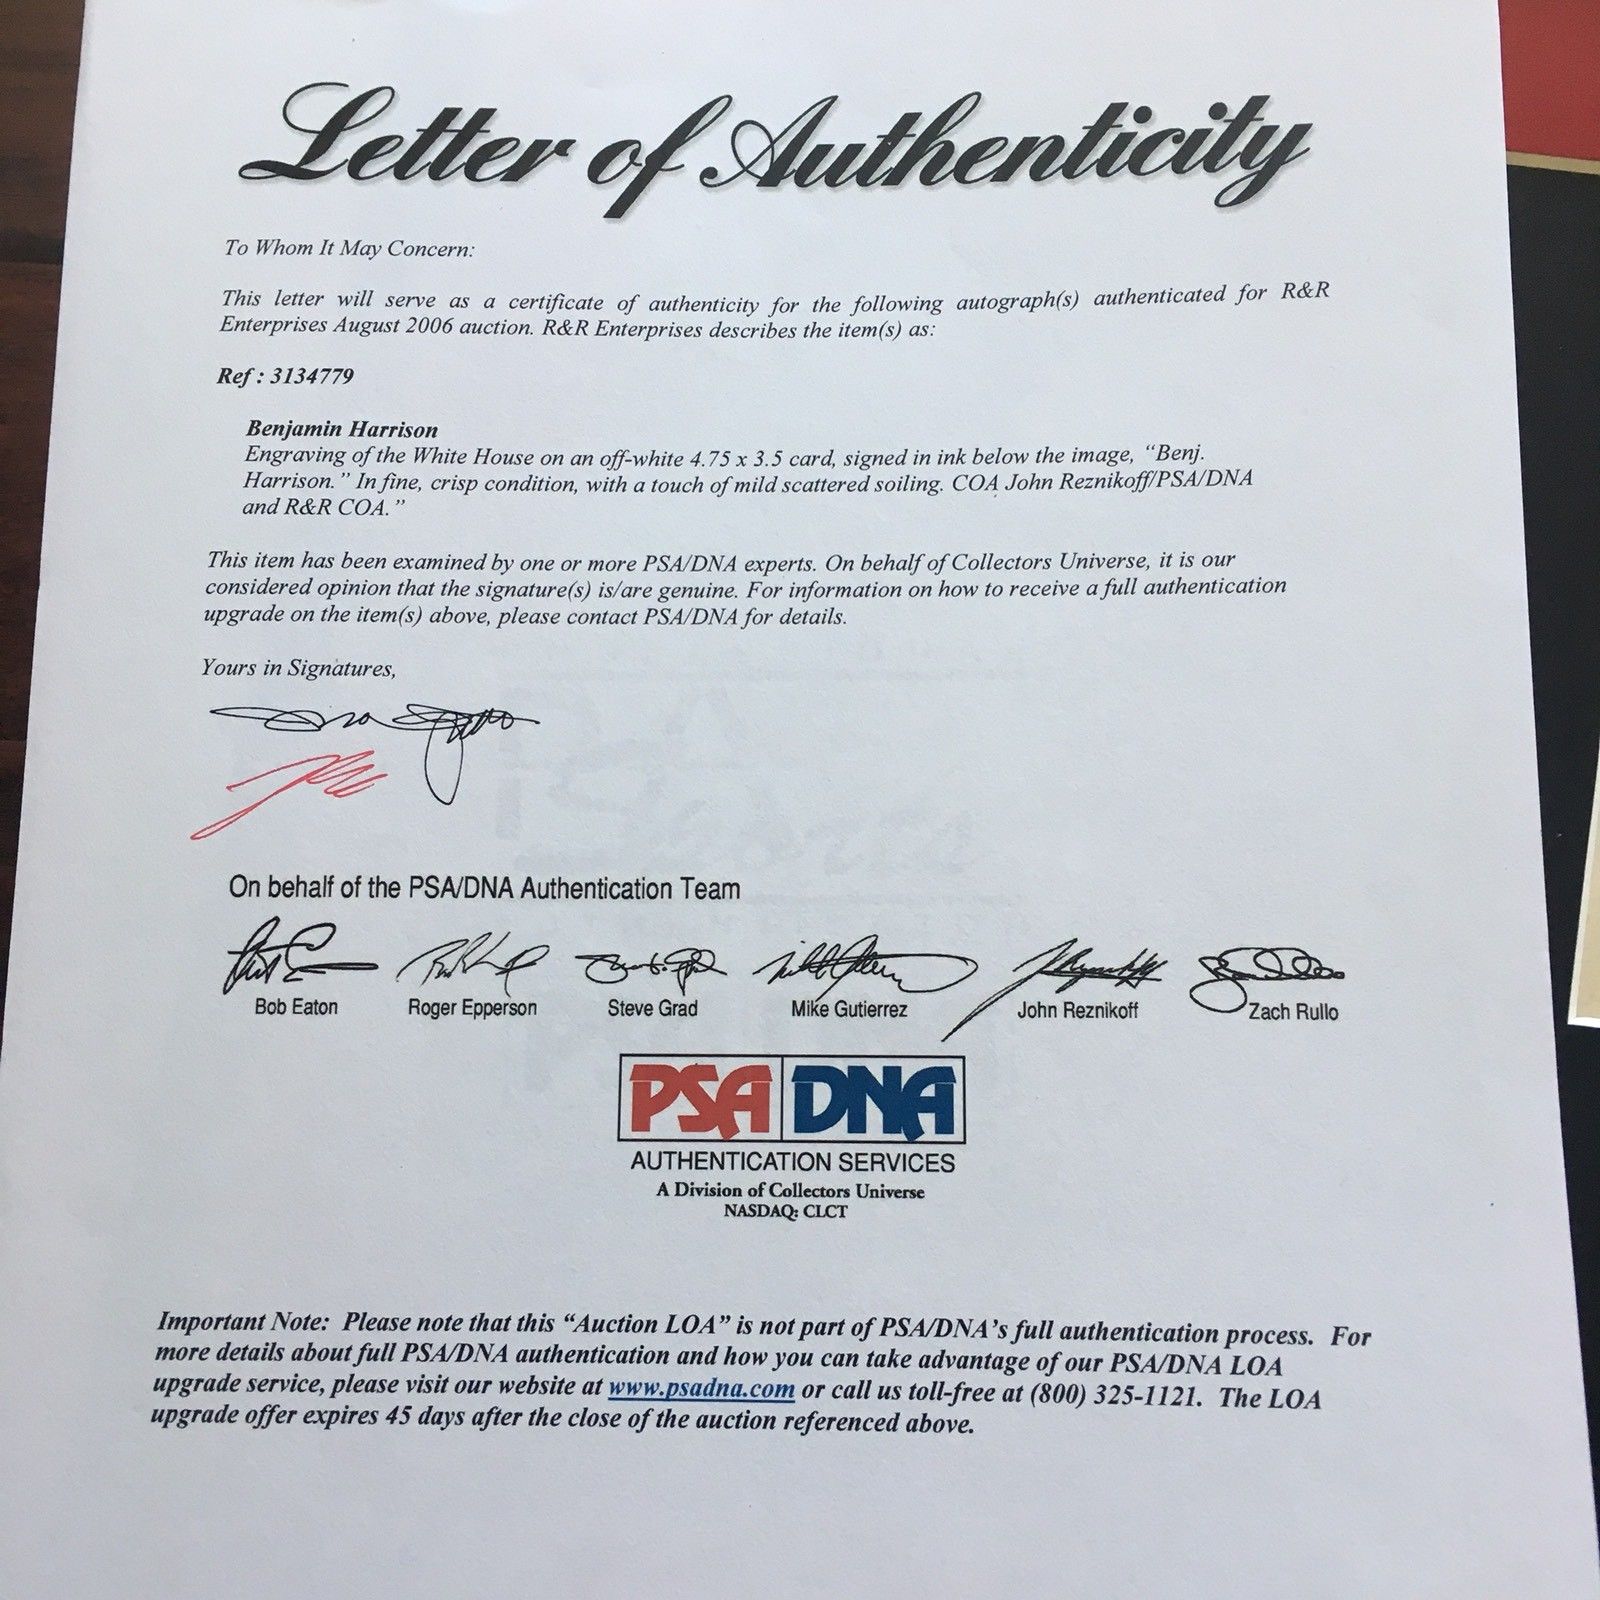 Letter of Authenticity
To Whom It May Concern:
This letter will serve as a certificate of authenticity for the following autograph(s) authenticated for R&R
Enterprises August 2006 auction. R&R Enterprises describes the item(s) as:
Ref : 3134779
Benjamin Harrison
Engraving of the White House on an off-white 4.75 x 3.5 card, signed in ink below the image, “Benj.
Harrison.” In fine, crisp condition, with a touch of mild scattered soiling. COA John Reznikoff/PSA/DNA
and R&R COA.”
This item has been examined by one or more PSA/DNA experts. On behalf of Collectors Universe, it is our
considered opinion that the signature(s) is/are genuine. For information on how to receive a full authentication
upgrade on the item(s) above, please contact PSA/DNA for details.
Yours in Signatures,
On behalf of the PSA/DNA Authentication Team
Bob Eaton Roger Epperson Steve Grad Mike Gutierrez John Reznikoff Zach Rullo
PSA DNA
AUTHENTICATION SERVICES
A Division of Collectors Universe
NASDAQ: CLCT
Important Note: Please note that this “Auction LOA” is not part of PSA/DNA’s full authentication process. For
more details about full PSA/DNA authentication and how you can take advantage of our PSA/DNA LOA
upgrade service, please visit our website at www.psadna.com or call us toll-free at (800) 325-1121. The LOA
upgrade offer expires 45 days after the close of the auction referenced above.